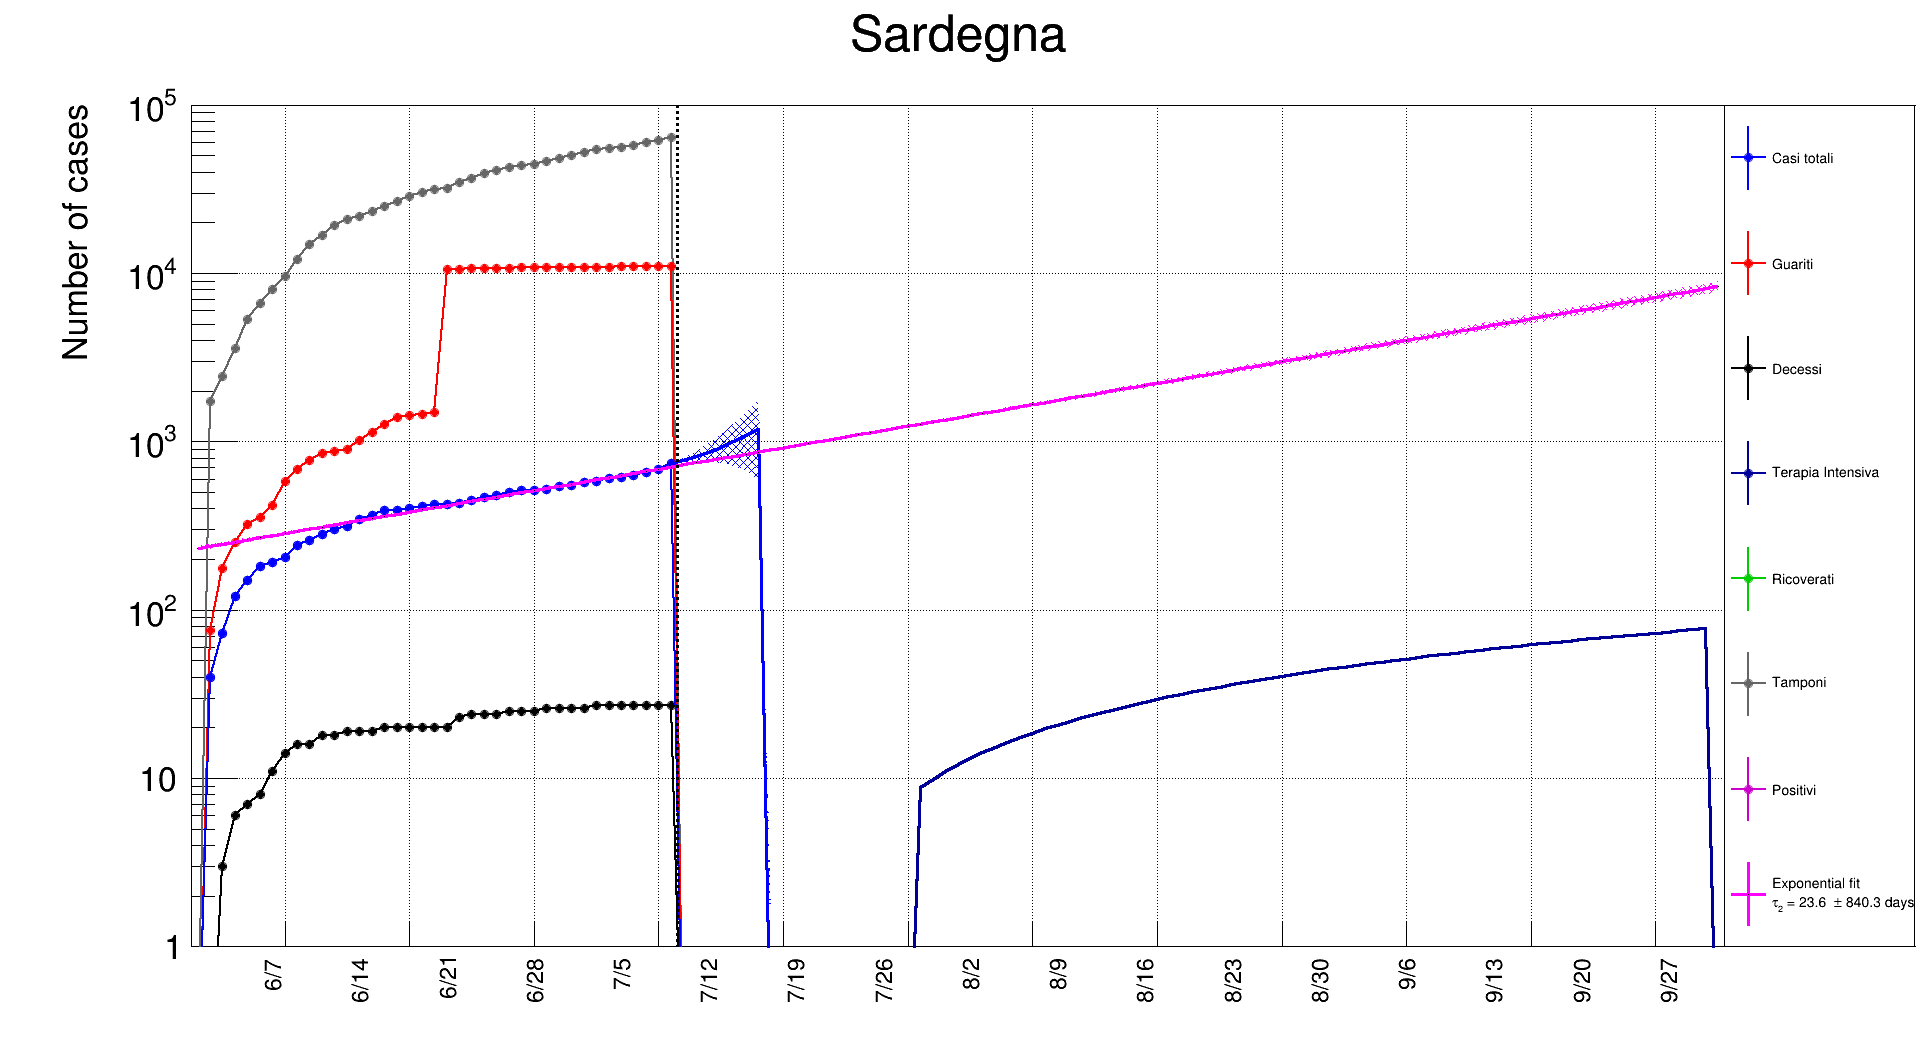 Sardegna
Number of cases
10^5
10^4
10^3
10^2
10
1
6/7
6/14
6/21
6/28
7/5
7/12
7/19
7/26
8/2
8/9
8/16
8/23
8/30
9/6
9/13
9/20
9/27
Casi totali
Guariti
Decessi
Terapia Intensiva
Ricoverati
Tamponi
Positivi
Exponential fit
τ₂ = 23.6 ± 840.3 days